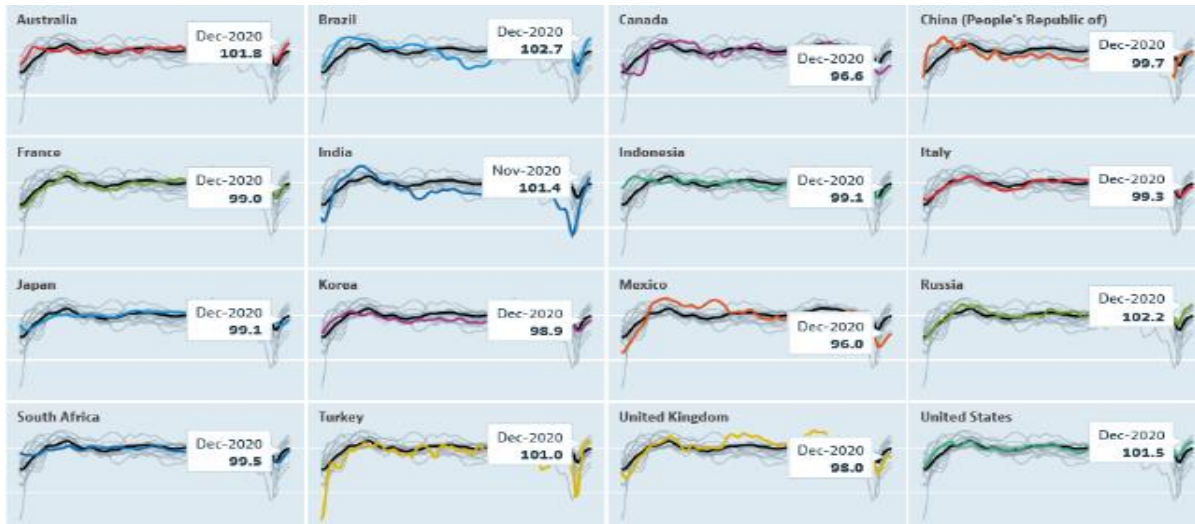 Australia
Dec-2020
101.8
Brazil
Dec-2020
102.7
Canada
Dec-2020
96.6
China (People's Republic of)
Dec-2020
99.7
France
Dec-2020
99.0
India
Nov-2020
101.4
Indonesia
Dec-2020
99.1
Italy
Dec-2020
99.3
Japan
Dec-2020
99.1
Korea
Dec-2020
98.9
Mexico
Dec-2020
96.0
Russia
Dec-2020
102.2
South Africa
Dec-2020
99.5
Turkey
Dec-2020
101.0
United Kingdom
Dec-2020
98.0
United States
Dec-2020
101.5